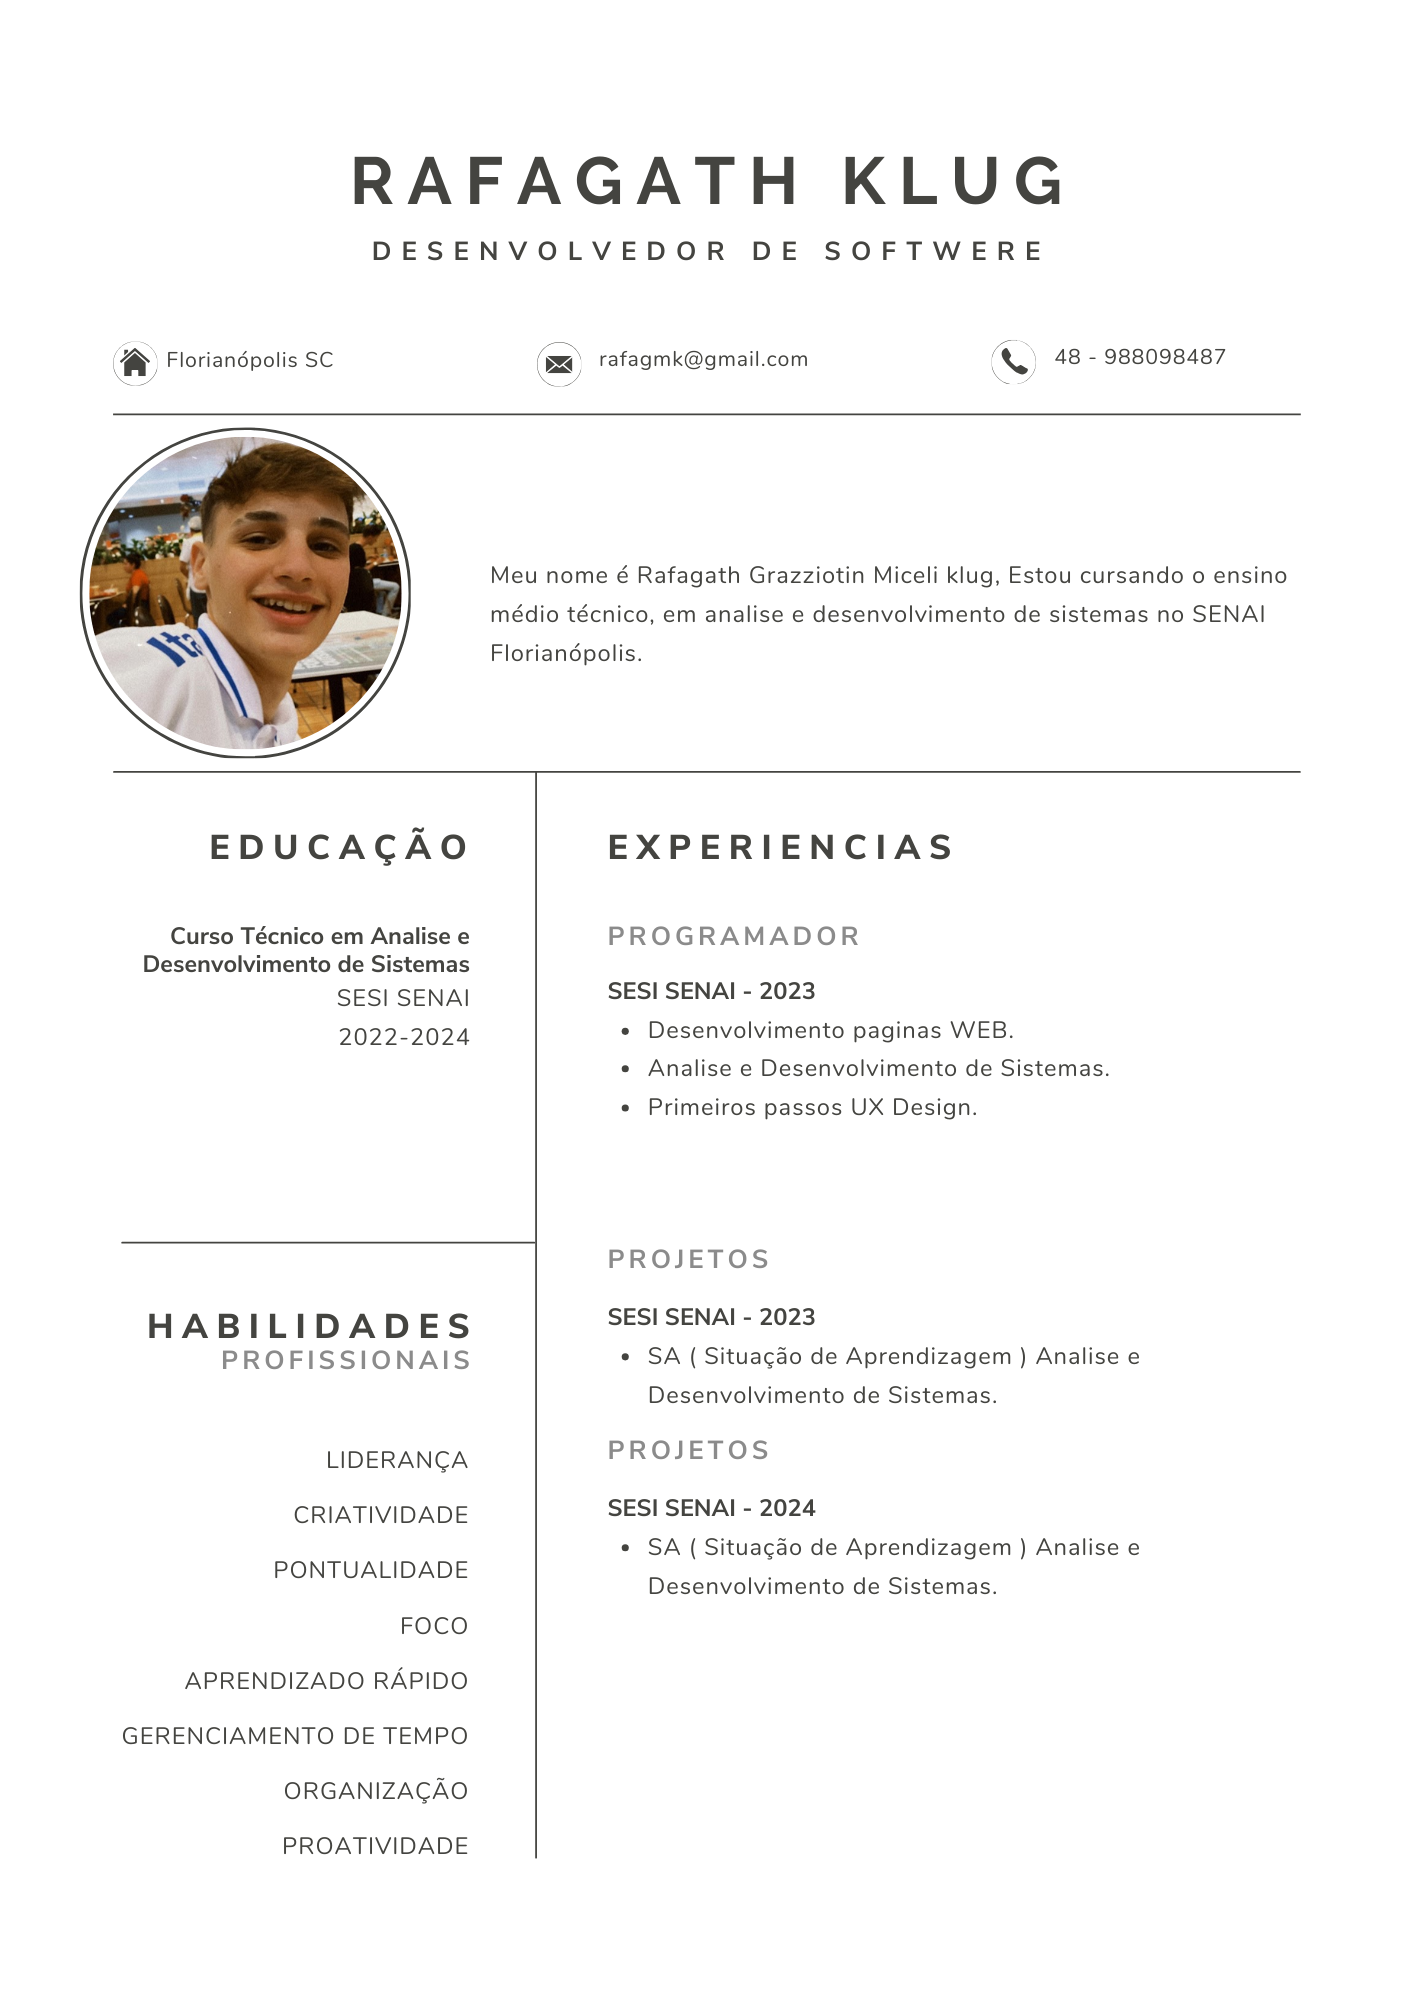 RAFAGATH KLUG
DESENVOLVEDOR DE SOFTWERE
Florianópolis SC
rafagmk@gmail.com
48 - 988098487
Meu nome é Rafagath Grazziotin Miceli klug, Estou cursando o ensino
médio técnico, em analise e desenvolvimento de sistemas no SENAI
Florianópolis.
EDUCAÇÃO
Curso Técnico em Analise e
Desenvolvimento de Sistemas
SESI SENAI
2022-2024
HABILIDADES
PROFISSIONAIS
LIDERANÇA
CRIATIVIDADE
PONTUALIDADE
FOCO
APRENDIZADO RÁPIDO
GERENCIAMENTO DE TEMPO
ORGANIZAÇÃO
PROATIVIDADE
EXPERIENCIAS
PROGRAMADOR
SESI SENAI - 2023
• Desenvolvimento paginas WEB.
• Analise e Desenvolvimento de Sistemas.
• Primeiros passos UX Design.
PROJETOS
SESI SENAI - 2023
• SA ( Situação de Aprendizagem ) Analise e
Desenvolvimento de Sistemas.
PROJETOS
SESI SENAI - 2024
• SA ( Situação de Aprendizagem ) Analise e
Desenvolvimento de Sistemas.